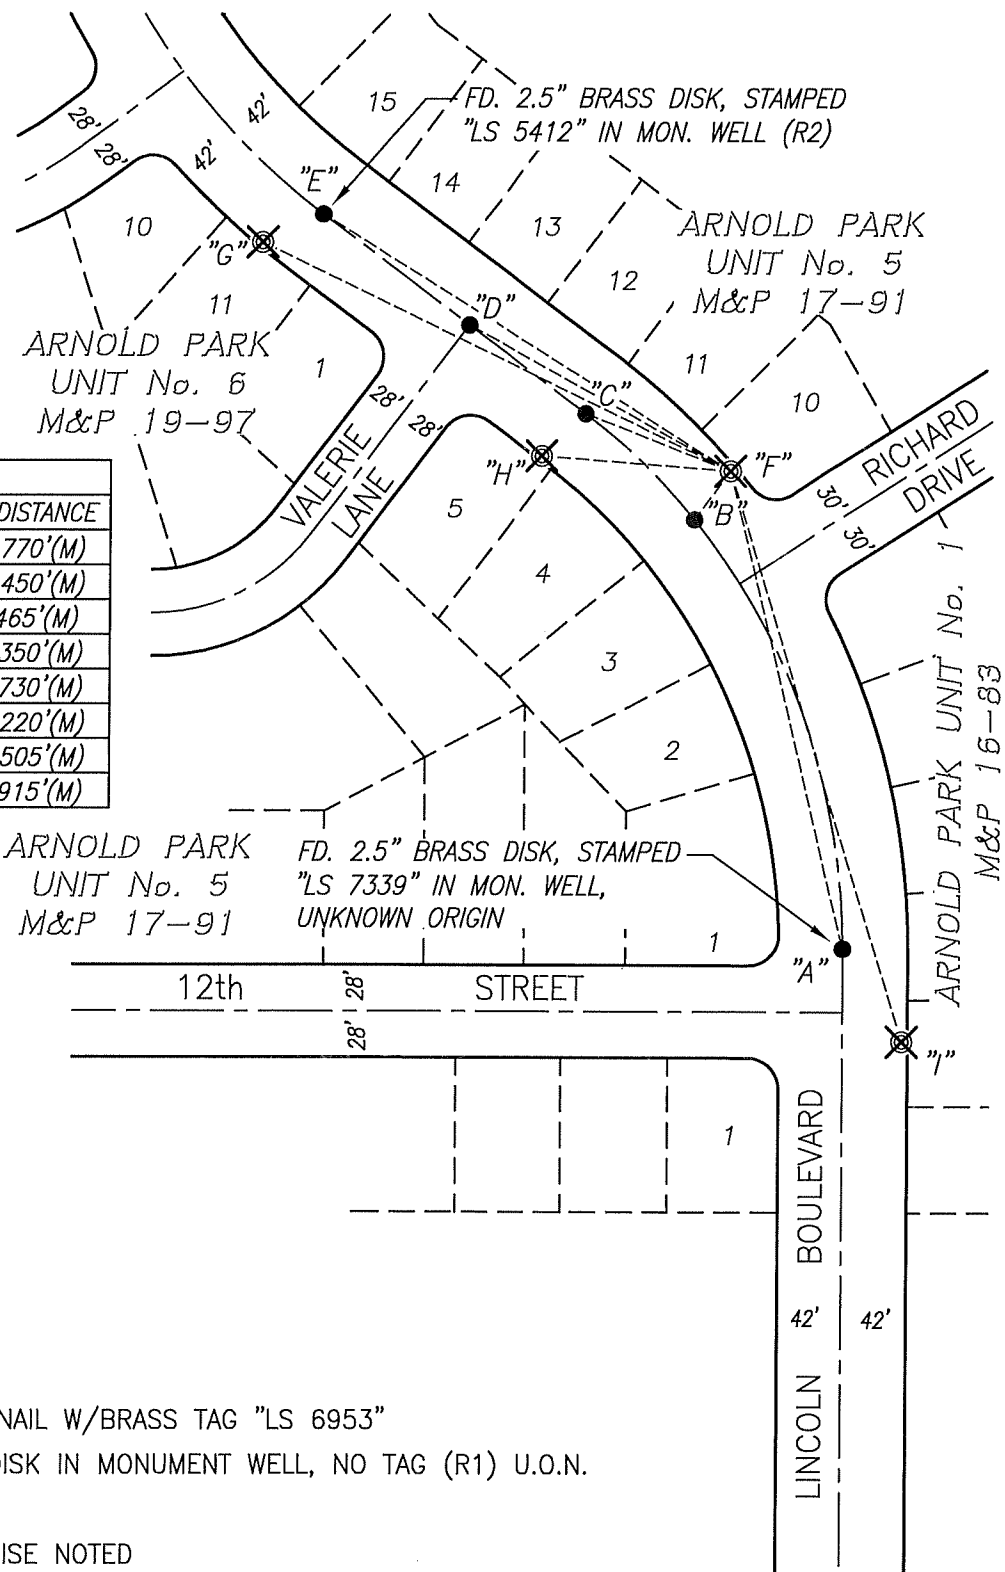 15
FD. 2.5" BRASS DISK, STAMPED
"LS 5412" IN MON. WELL (R2)
28'
28'
42'
42'
"E"
14
10
"G"
13
ARNOLD PARK
UNIT No. 5
M&P 17-91
12
11
"D"
ARNOLD PARK
UNIT No. 6
M&P 19-97
1
28'
28'
"C"
11
10
VALERIE
LANE
"H"
"F"
RICHARD
DRIVE
30'
30'
"B"
5
4
3
2
DISTANCE
770'(M)
450'(M)
465'(M)
350'(M)
730'(M)
220'(M)
505'(M)
915'(M)
ARNOLD PARK UNIT No. 1
M&P 16-83
ARNOLD PARK
UNIT No. 5
M&P 17-91
FD. 2.5" BRASS DISK, STAMPED
"LS 7339" IN MON. WELL,
UNKNOWN ORIGIN
1
"A"
12th STREET
28'
28'
"I"
1
LINCOLN BOULEVARD
42'
42'
NAIL W/BRASS TAG "LS 6953"
DISK IN MONUMENT WELL, NO TAG (R1) U.O.N.
ISE NOTED